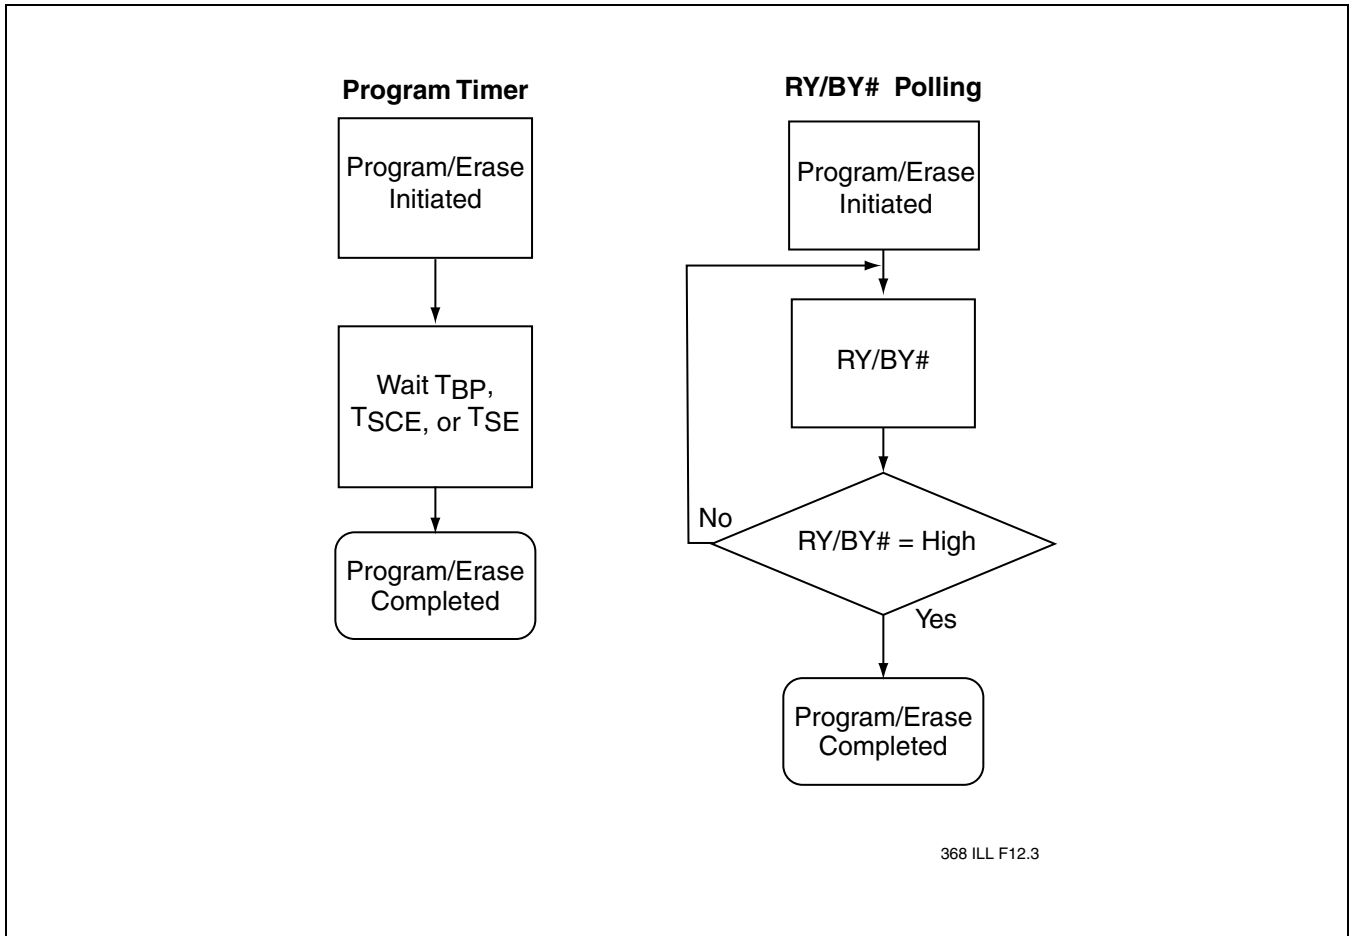 Program Timer
Program/Erase
Initiated
Wait TBP,
TSCE, or TSE
Program/Erase
Completed
RY/BY# Polling
Program/Erase
Initiated
RY/BY#
RY/BY# = High
No
Yes
Program/Erase
Completed
368 ILL F12.3